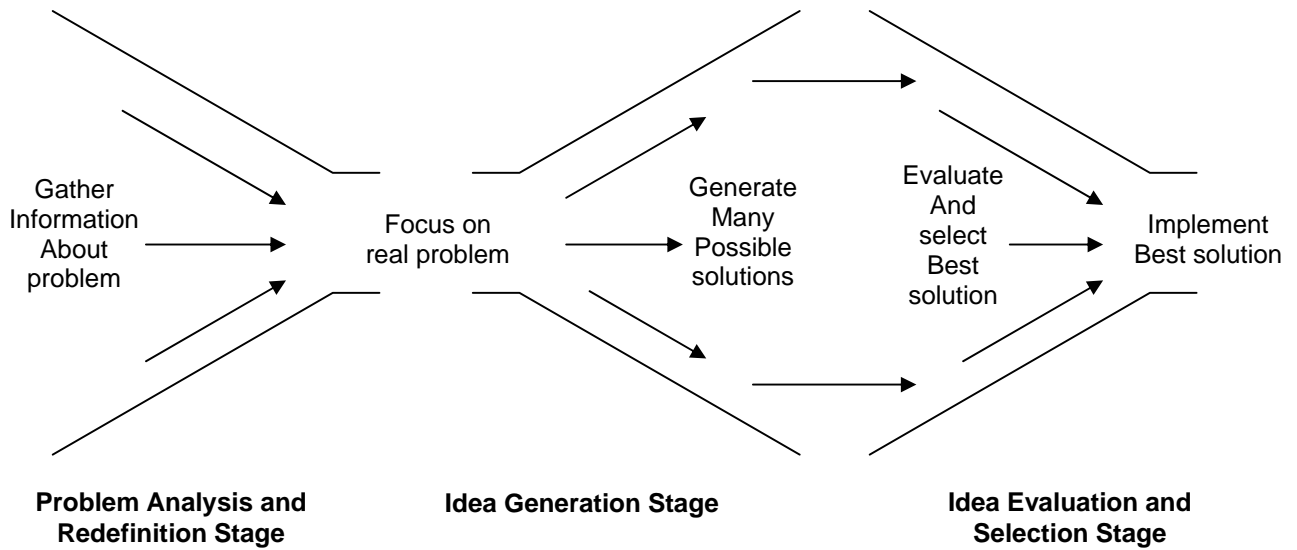 Gather
Information
About
problem
Focus on
real problem
Generate
Many
Possible
solutions
Evaluate
And
select
Best
solution
Implement
Best solution
Problem Analysis and
Redefinition Stage
Idea Generation Stage
Idea Evaluation and
Selection Stage